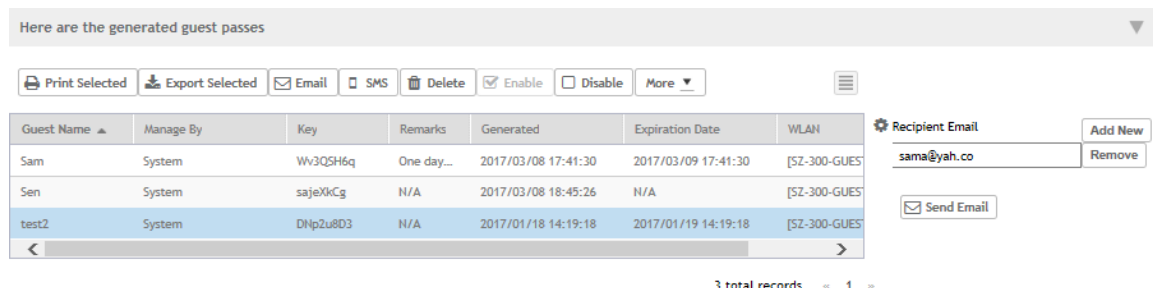 Here are the generated guest passes
Print Selected Export Selected Email SMS Delete Enable Disable More
Guest Name Manage By Key Remarks Generated Expiration Date WLAN
Recipient Email Add New
Sam System Wv3QSH6q One day... 2017/03/08 17:41:30 2017/03/09 17:41:30 [SZ-300-GUEST
sama@yah.co Remove
Sen System sajeXkCg N/A 2017/03/08 18:45:26 N/A [SZ-300-GUEST
Send Email
test2 System DNp2u8D3 N/A 2017/01/18 14:19:18 2017/01/19 14:19:18 [SZ-300-GUEST
3 total records « 1 »